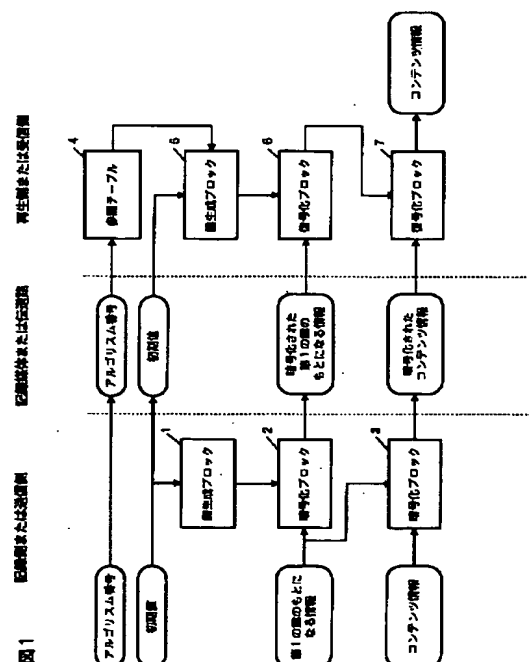 図1
記録側または送信側
記録媒体または伝送路
再生側または受信側
アルゴリズム番号
アルゴリズム番号
参照テーブル
4
初期値
初期値
鍵生成ブロック
1
鍵生成ブロック
5
第1の鍵のもとに
なる情報
暗号化ブロック
2
暗号化された
第1の鍵の
もとになる情報
復号化ブロック
6
コンテンツ情報
暗号化ブロック
3
暗号化された
コンテンツ情報
復号化ブロック
7
コンテンツ情報